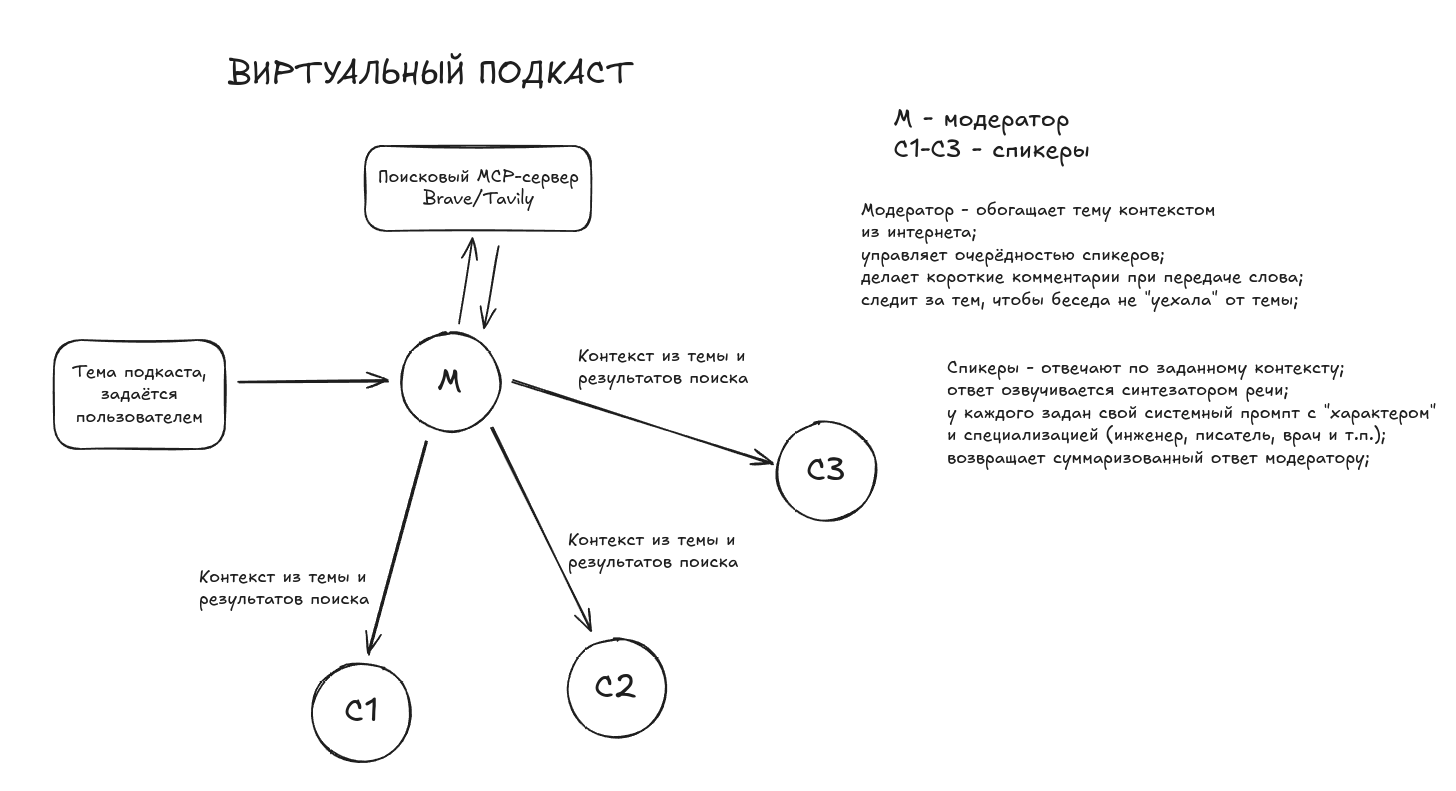 ВИРТУАЛЬНЫЙ ПОДКАСТ
М - модератор
С1-С3 - спикеры
Поисковый МСР-сервер
Brave/Tavily
Модератор - обогащает тему контекстом
из интернета;
управляет очерёдностью спикеров;
делает короткие комментарии при передаче слова;
следит за тем, чтобы беседа не "уехала" от темы;
Тема подкаста,
задаётся
пользователем
М
Контекст из темы и
результатов поиска
Спикеры - отвечают по заданному контексту;
ответ озвучивается синтезатором речи;
у каждого задан свой системный промпт с "характером"
и специализацией (инженер, писатель, врач и т.п.);
возвращает суммаризованный ответ модератору;
С3
Контекст из темы и
результатов поиска
Контекст из темы и
результатов поиска
С1
С2